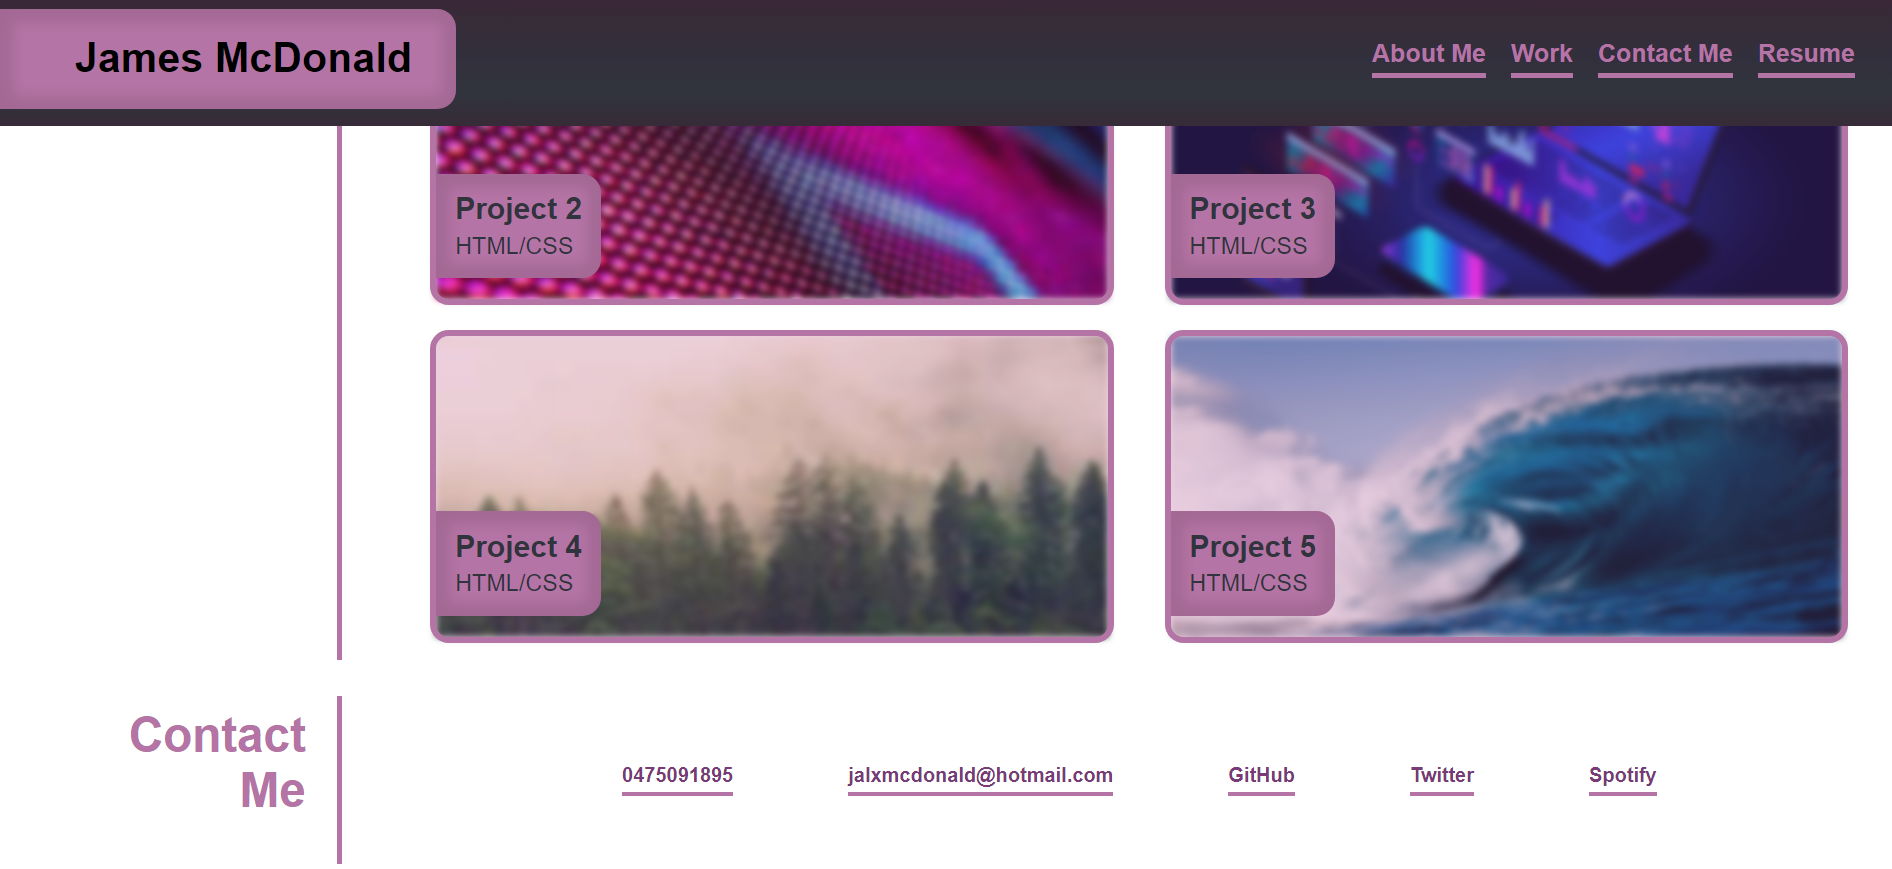 James McDonald
About Me Work Contact Me Resume
Project 2
HTML/CSS
Project 3
HTML/CSS
Project 4
HTML/CSS
Project 5
HTML/CSS
Contact
Me
0475091895 jalxmcdonald@hotmail.com GitHub Twitter Spotify